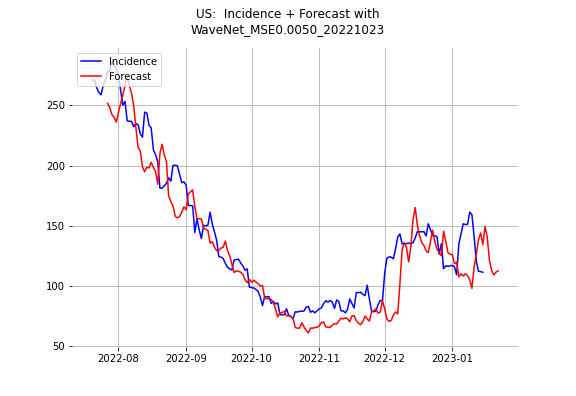 US:  Incidence + Forecast with
WaveNet_MSE0.0050_20221023
Incidence
Forecast
250
200
150
100
50
2022-08
2022-09
2022-10
2022-11
2022-12
2023-01